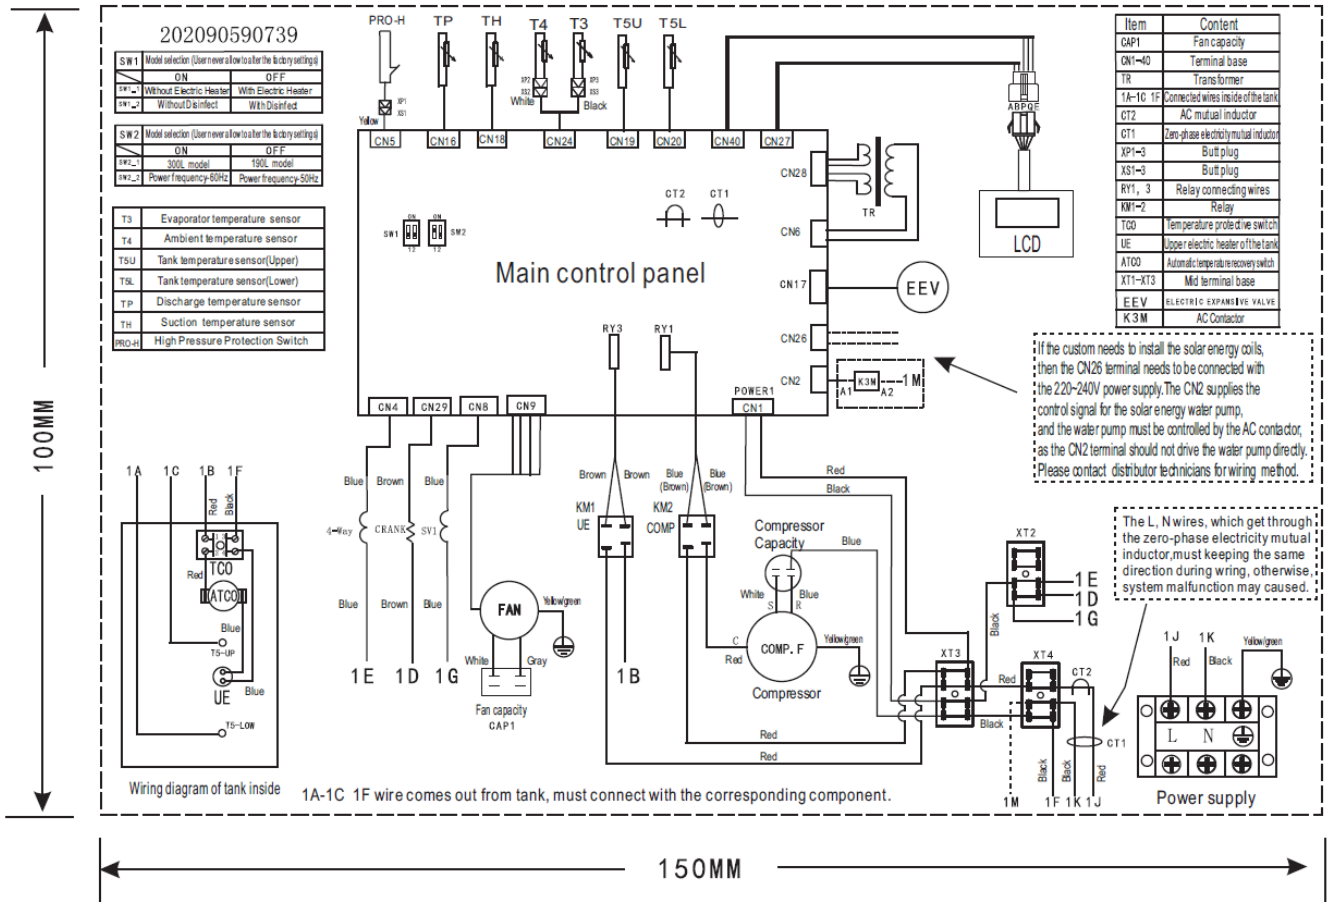 202090590739
SW1 Model selection (User never allow to alter the factory settings)
ON OFF
SW1_1 Without Electric Heater With Electric Heater
SW1_2 Without Disinfect With Disinfect
SW2 Model selection (User never allow to alter the factory settings)
ON OFF
SW2_1 300L model 190L model
SW2_2 Power frequency-60Hz Power frequency-50Hz
T3 Evaporator temperature sensor
T4 Ambient temperature sensor
T5U Tank temperature sensor(Upper)
T5L Tank temperature sensor(Lower)
TP Discharge temperature sensor
TH Suction temperature sensor
PRO-H High Pressure Protection Switch
PRO-H TP TH T4 T3 T5U T5L
XP2 XP3
XS2 XS3
White Black
XP1
XS1
Yellow
CN5 CN16 CN18 CN24 CN19 CN20 CN40 CN27
ABPQE
LCD
CN28
TR
CN6
CT2 CT1
ON ON
SW1 SW2
12 12
Main control panel
CN17 EEV
RY3 RY1
CN26
CN2
A1 K3M A2 1M
POWER1
CN4 CN29 CN8 CN9 CN1
Item Content
CAP1 Fan capacity
CN1-40 Terminal base
TR Transformer
1A-1C 1F Connected wires inside of the tank
CT2 AC mutual inductor
CT1 Zero-phase electricity mutual inductor
XP1-3 Butt plug
XS1-3 Butt plug
RY1, 3 Relay connecting wires
KM1-2 Relay
TCO Temperature protective switch
UE Upper electric heater of the tank
ATCO Automatic temperature recovery switch
XT1-XT3 Mid terminal base
EEV ELECTRIC EXPANSIVE VALVE
K3M AC Contactor
If the custom needs to install the solar energy coils,
then the CN26 terminal needs to be connected with
the 220~240V power supply.The CN2 supplies the
control signal for the solar energy water pump,
and the water pump must be controlled by the AC contactor,
as the CN2 terminal should not drive the water pump directly.
Please contact distributor technicians for wiring method.
The L, N wires, which get through
the zero-phase electricity mutual
inductor,must keeping the same
direction during wiring, otherwise,
system malfunction may caused.
100MM
1A 1C 1B 1F
Red Black
1 3
2 4
TCO
Red
ATCO
Blue
T5-UP
UE
Blue
T5-LOW
Wiring diagram of tank inside
Blue Brown Blue
4-Way CRANK SV1
Blue Brown Blue
1E 1D 1G
FAN
Yellow/green
White Gray
Fan capacity
CAP1
Brown Brown
KM1
UE
1B
Blue Blue
(Brown) (Brown)
KM2
COMP
Red
Black
Compressor
Capacity
Blue
White Blue
S R
C
Red
COMP.F
Yellow/green
Compressor
Red
Red
XT2
1E
1D
1G
Black
XT3
Red
Black
XT4
CT2
CT1
Black Black Red
1M 1F 1K 1J
1J 1K
Red Black
Yellow/green
L N
Power supply
1A-1C 1F wire comes out from tank, must connect with the corresponding component.
150MM